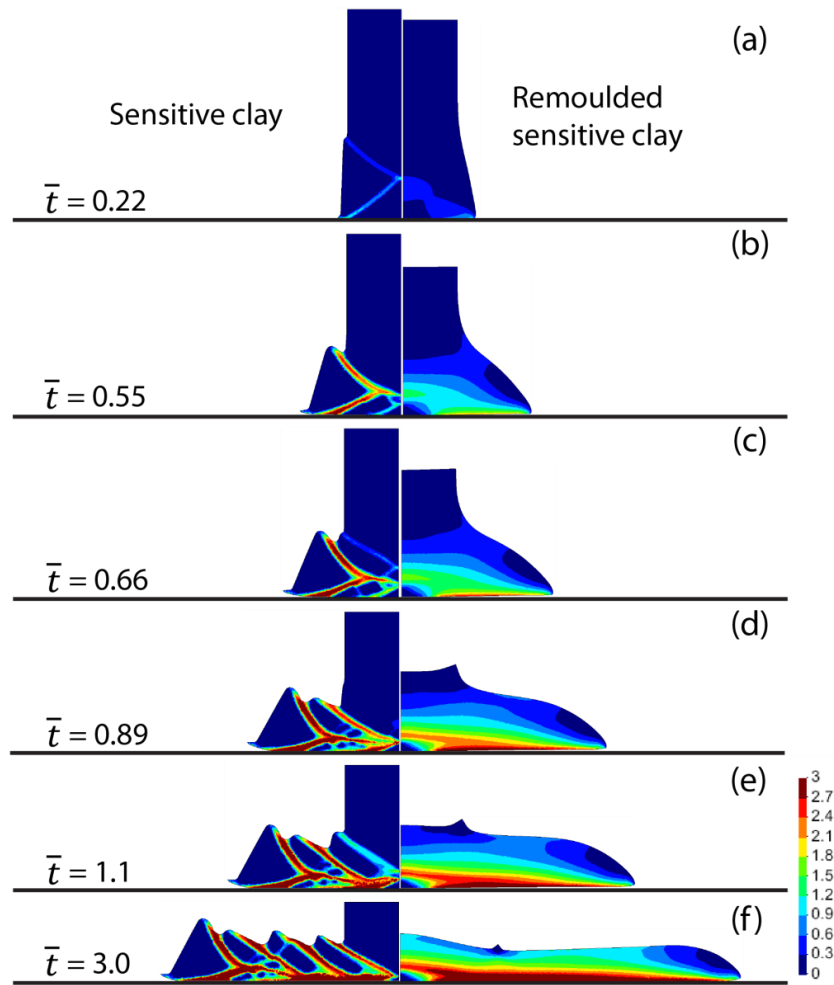 (a)
Sensitive clay
Remoulded
sensitive clay
t̅ = 0.22
(b)
t̅ = 0.55
(c)
t̅ = 0.66
(d)
t̅ = 0.89
(e)
t̅ = 1.1
(f)
t̅ = 3.0
3
2.7
2.4
2.1
1.8
1.5
1.2
0.9
0.6
0.3
0